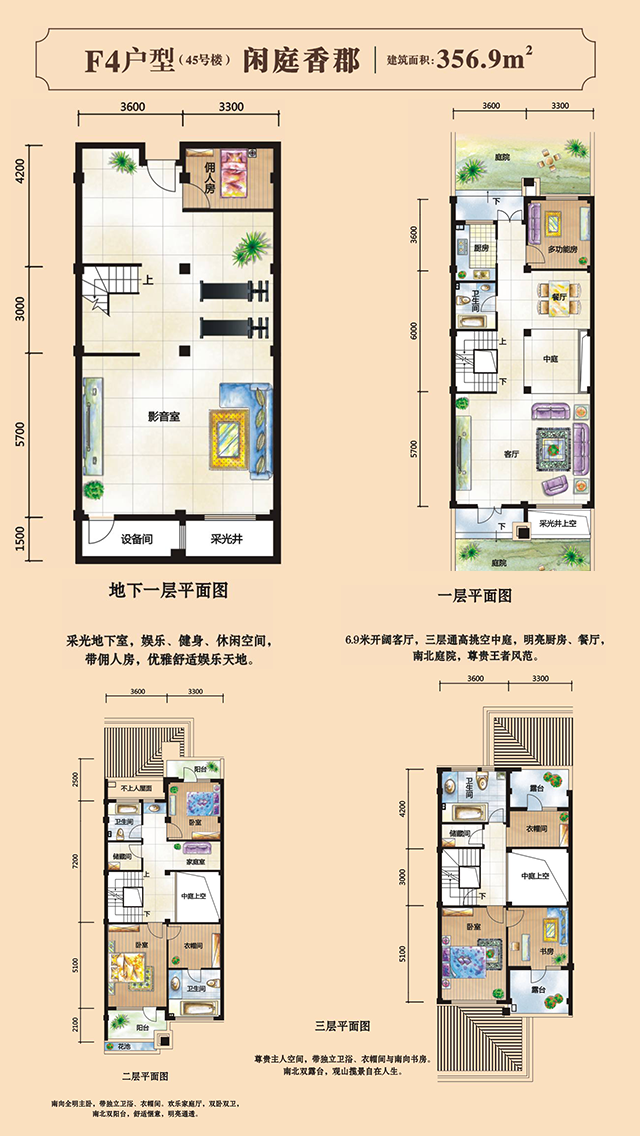 F4户型（45号楼） 闲庭香郡 建筑面积:356.9m²
3600 3300
4200
3000
5700
1500
佣人房
上
影音室
设备间 采光井
地下一层平面图
采光地下室，娱乐、健身、休闲空间，
带佣人房，优雅舒适娱乐天地。
3600 3300
3600
6000
5700
庭院
下
厨房 多功能房
卫生间 餐厅
上 中庭
下
客厅
下 采光井上空
庭院
一层平面图
6.9米开阔客厅，三层通高挑空中庭，明亮厨房、餐厅，
南北庭院，尊贵王者风范。
3600 3300
2500
7200
5100
2100
阳台
不上人屋面
卧室
卫生间
储藏间 家庭室
上
中庭上空
下
卧室 衣帽间
卫生间
阳台
花池
二层平面图
南向全明主卧，带独立卫浴、衣帽间。欢乐家庭厅，双卧双卫，
南北双阳台，舒适惬意，明亮通透。
3600 3300
4200
3000
5100
卫生间 露台
储藏间 衣帽间
中庭上空
下
卧室 书房
露台
三层平面图
尊贵主人空间，带独立卫浴、衣帽间与南向书房。
南北双露台，观山揽景自在人生。